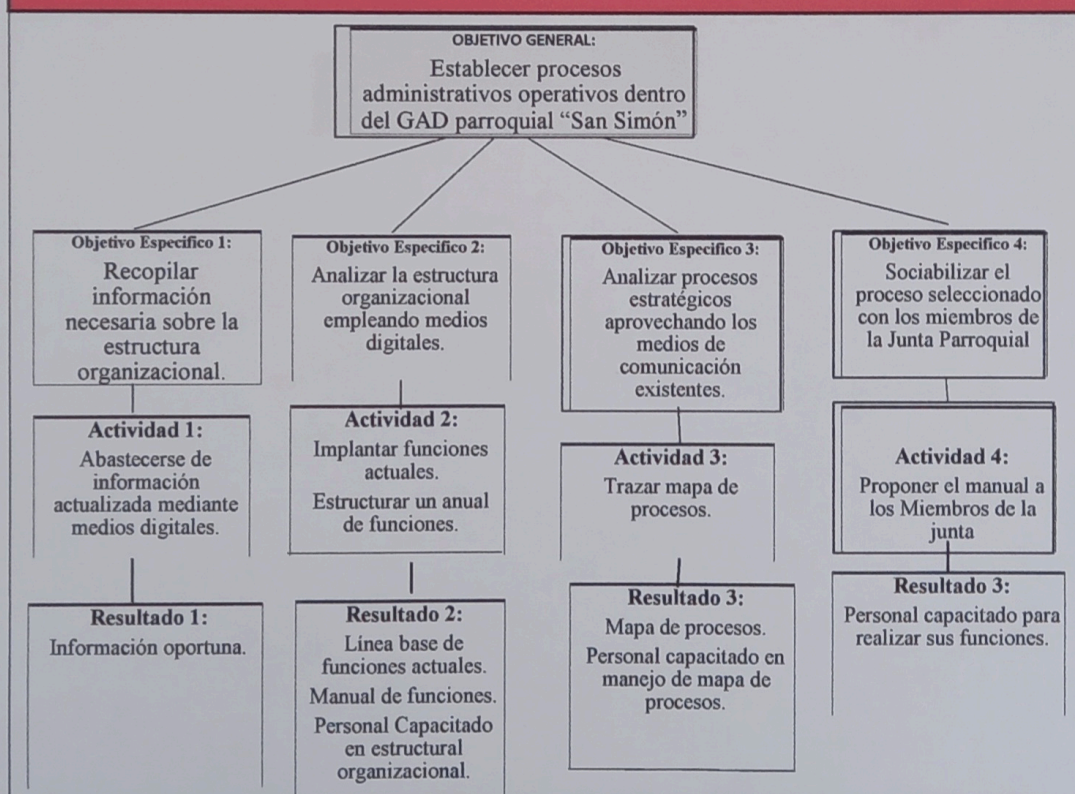 OBJETIVO GENERAL:
Establecer procesos
administrativos operativos dentro
del GAD parroquial “San Simón”
Objetivo Especifico 1:
Recopilar
información
necesaria sobre la
estructura
organizacional.
Actividad 1:
Abastecerse de
información
actualizada mediante
medios digitales.
Resultado 1:
Información oportuna.
Objetivo Especifico 2:
Analizar la estructura
organizacional
empleando medios
digitales.
Actividad 2:
Implantar funciones
actuales.
Estructurar un anual
de funciones.
Resultado 2:
Línea base de
funciones actuales.
Manual de funciones.
Personal Capacitado
en estructural
organizacional.
Objetivo Especifico 3:
Analizar procesos
estratégicos
aprovechando los
medios de
comunicación
existentes.
Actividad 3:
Trazar mapa de
procesos.
Resultado 3:
Mapa de procesos.
Personal capacitado en
manejo de mapa de
procesos.
Objetivo Especifico 4:
Sociabilizar el
proceso seleccionado
con los miembros de
la Junta Parroquial
Actividad 4:
Proponer el manual a
los Miembros de la
junta
Resultado 3:
Personal capacitado para
realizar sus funciones.